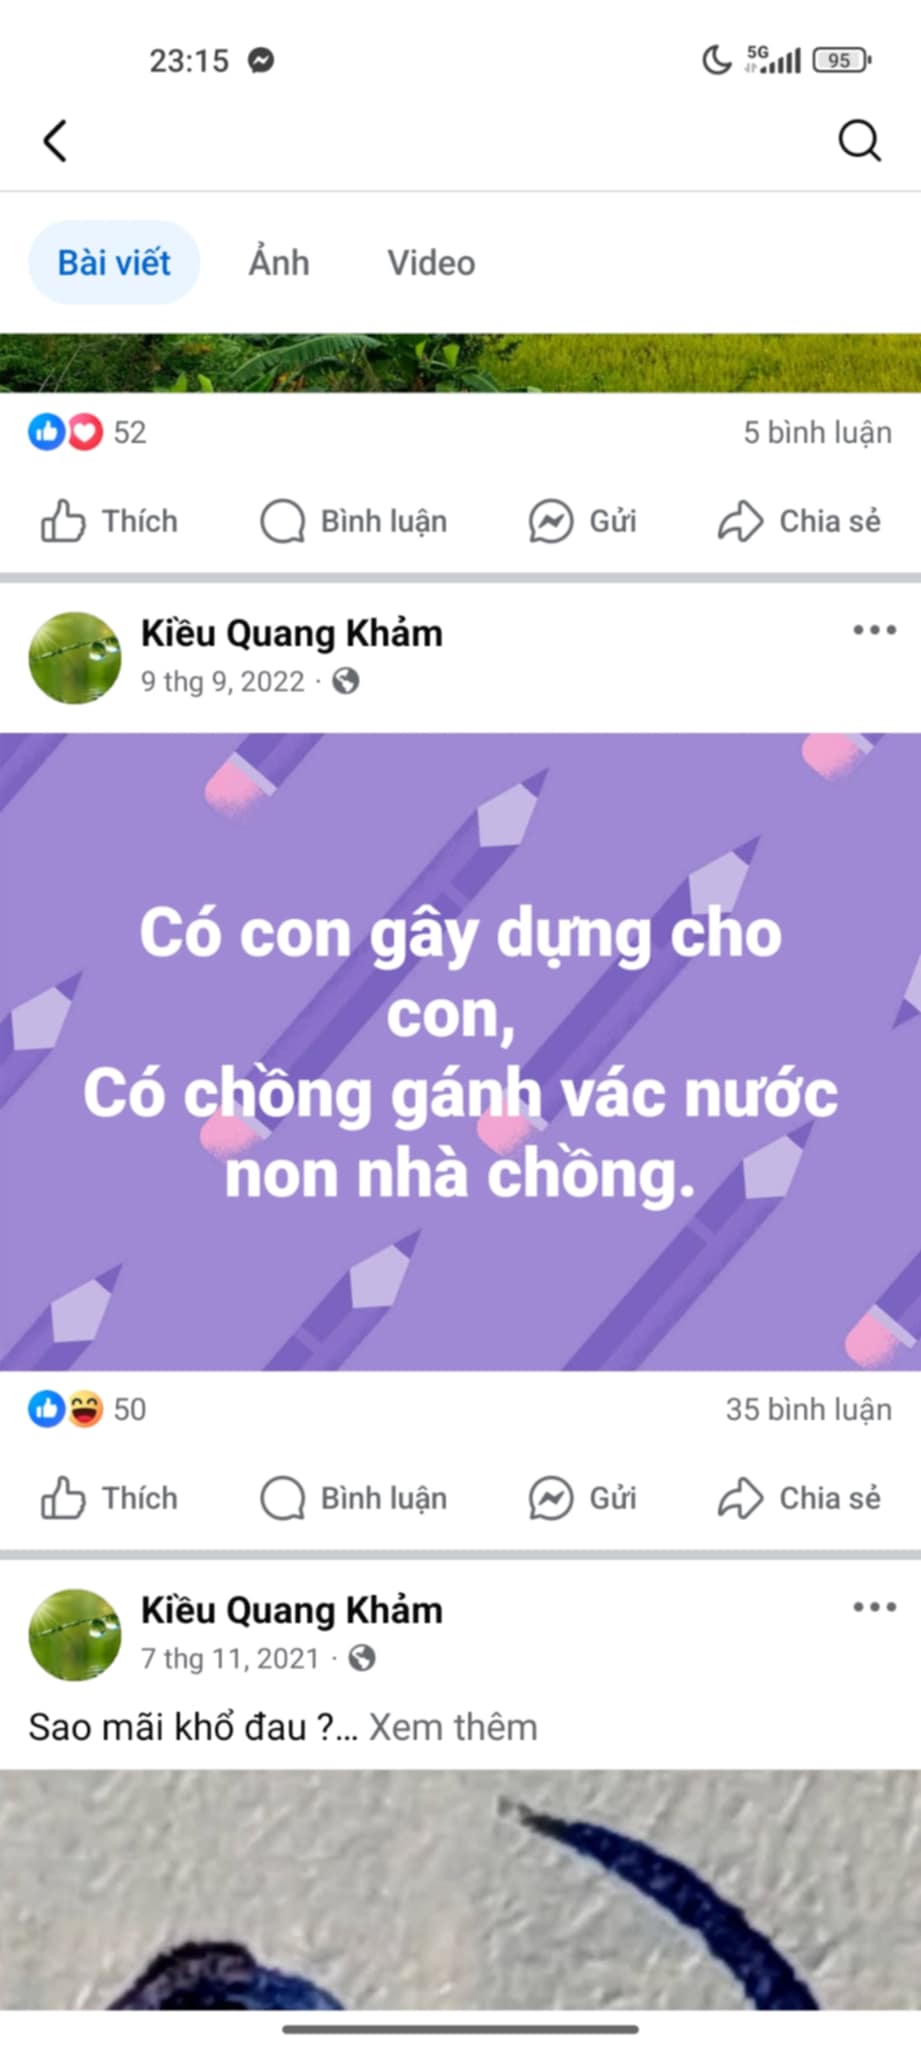 23:15
5G
95
Bài viết
Ảnh
Video
52
5 bình luận
Thích
Bình luận
Gửi
Chia sẻ
Kiều Quang Khảm
9 thg 9, 2022 ·
Có con gây dựng cho
con,
Có chồng gánh vác nước
non nhà chồng.
50
35 bình luận
Thích
Bình luận
Gửi
Chia sẻ
Kiều Quang Khảm
7 thg 11, 2021 ·
Sao mãi khổ đau ?... Xem thêm